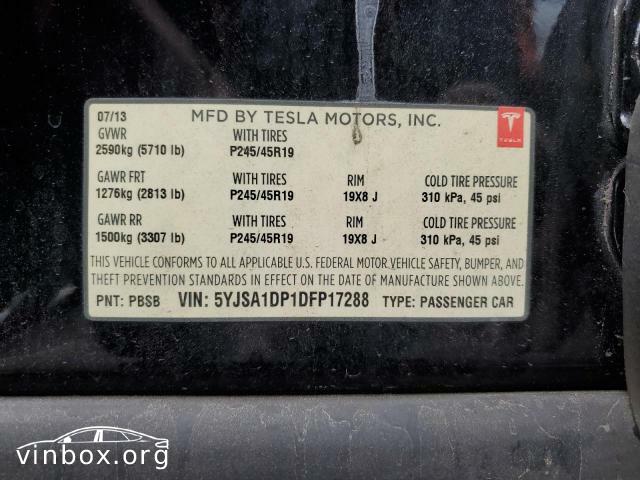 07/13 MFD BY TESLA MOTORS, INC.
TESLA
GVWR WITH TIRES
2590kg (5710 lb) P245/45R19
GAWR FRT WITH TIRES RIM COLD TIRE PRESSURE
1276kg (2813 lb) P245/45R19 19X8 J 310 kPa, 45 psi
GAWR RR WITH TIRES RIM COLD TIRE PRESSURE
1500kg (3307 lb) P245/45R19 19X8 J 310 kPa, 45 psi
THIS VEHICLE CONFORMS TO ALL APPLICABLE U.S. FEDERAL MOTOR VEHICLE SAFETY, BUMPER, AND
THEFT PREVENTION STANDARDS IN EFFECT ON THE DATE OF MANUFACTURE SHOWN ABOVE.
PNT: PBSB VIN: 5YJSA1DP1DFP17288 TYPE: PASSENGER CAR
vinbox.org